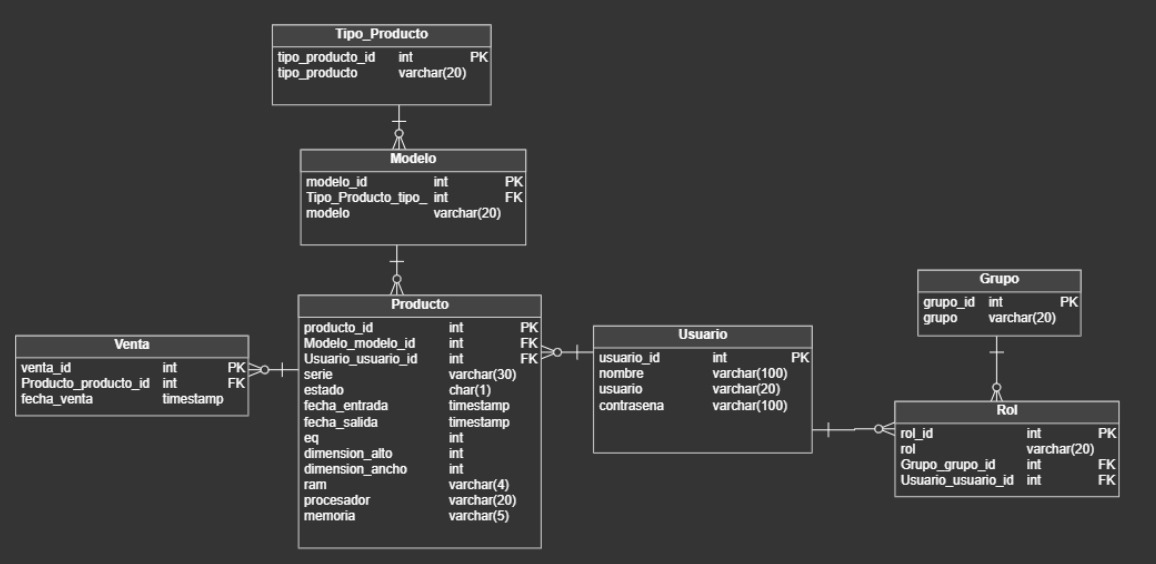 Tipo_Producto
tipo_producto_id int PK
tipo_producto varchar(20)
Modelo
modelo_id int PK
Tipo_Producto_tipo_ int FK
modelo varchar(20)
Producto
producto_id int PK
Modelo_modelo_id int FK
Usuario_usuario_id int FK
serie varchar(30)
estado char(1)
fecha_entrada timestamp
fecha_salida timestamp
eq int
dimension_alto int
dimension_ancho int
ram varchar(4)
procesador varchar(20)
memoria varchar(5)
Venta
venta_id int PK
Producto_producto_id int FK
fecha_venta timestamp
Usuario
usuario_id int PK
nombre varchar(100)
usuario varchar(20)
contrasena varchar(100)
Grupo
grupo_id int PK
grupo varchar(20)
Rol
rol_id int PK
rol varchar(20)
Grupo_grupo_id int FK
Usuario_usuario_id int FK